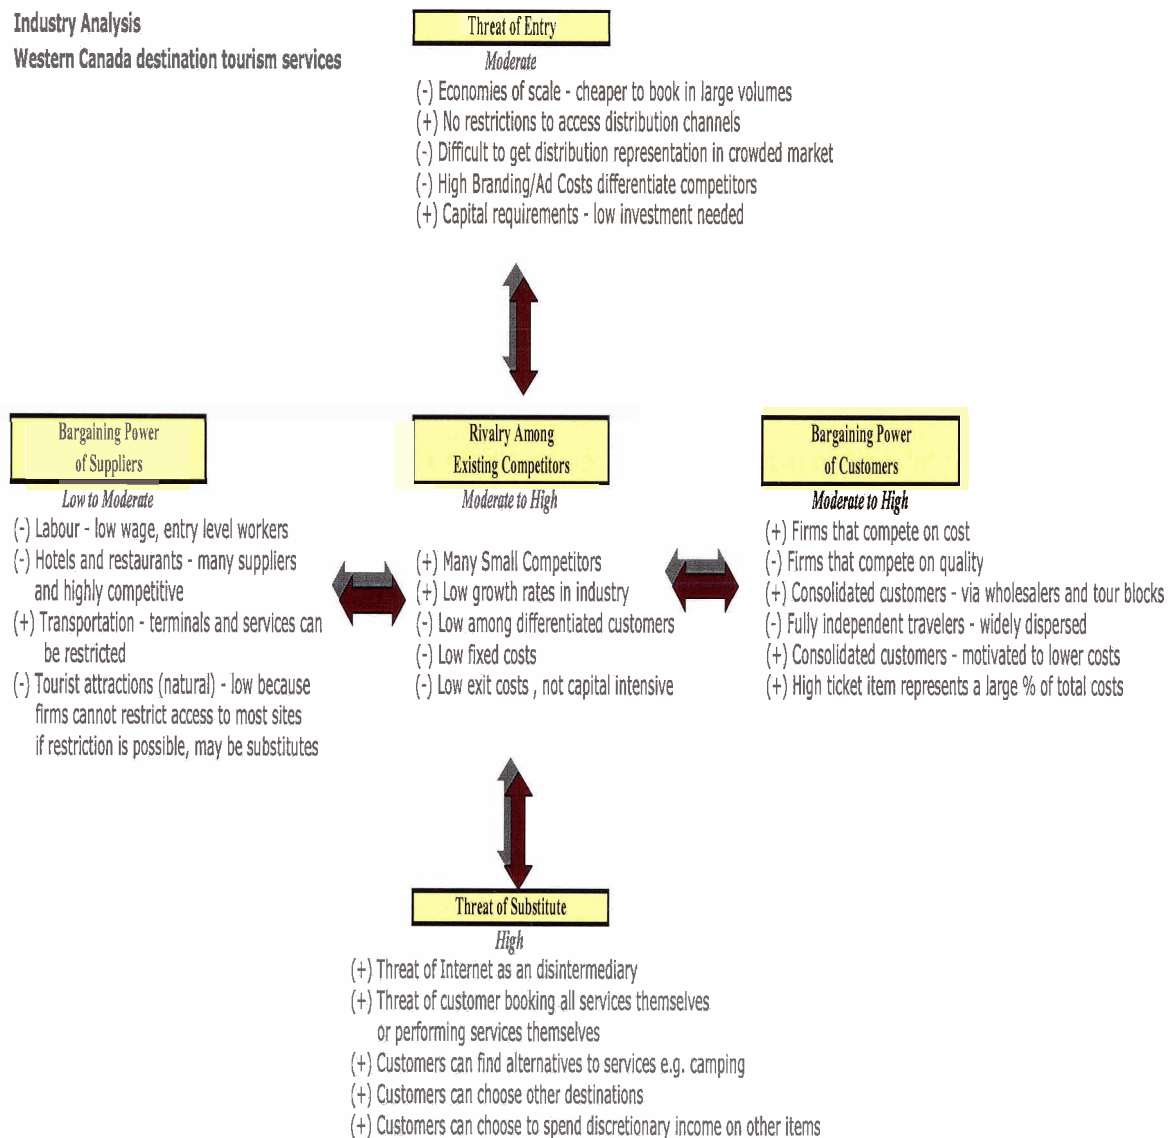 Industry Analysis
Western Canada destination tourism services
Threat of Entry
Moderate
(-) Economies of scale - cheaper to book in large volumes
(+) No restrictions to access distribution channels
(-) Difficult to get distribution representation in crowded market
(-) High Branding/Ad Costs differentiate competitors
(+) Capital requirements - low investment needed
Bargaining Power
of Suppliers
Low to Moderate
(-) Labour - low wage, entry level workers
(-) Hotels and restaurants - many suppliers
and highly competitive
(+) Transportation - terminals and services can
be restricted
(-) Tourist attractions (natural) - low because
firms cannot restrict access to most sites
if restriction is possible, may be substitutes
Rivalry Among
Existing Competitors
Moderate to High
(+) Many Small Competitors
(+) Low growth rates in industry
(-) Low among differentiated customers
(-) Low fixed costs
(-) Low exit costs , not capital intensive
Bargaining Power
of Customers
Moderate to High
(+) Firms that compete on cost
(-) Firms that compete on quality
(+) Consolidated customers - via wholesalers and tour blocks
(-) Fully independent travelers - widely dispersed
(+) Consolidated customers - motivated to lower costs
(+) High ticket item represents a large % of total costs
Threat of Substitute
High
(+) Threat of Internet as an disintermediary
(+) Threat of customer booking all services themselves
or performing services themselves
(+) Customers can find alternatives to services e.g. camping
(+) Customers can choose other destinations
(+) Customers can choose to spend discretionary income on other items